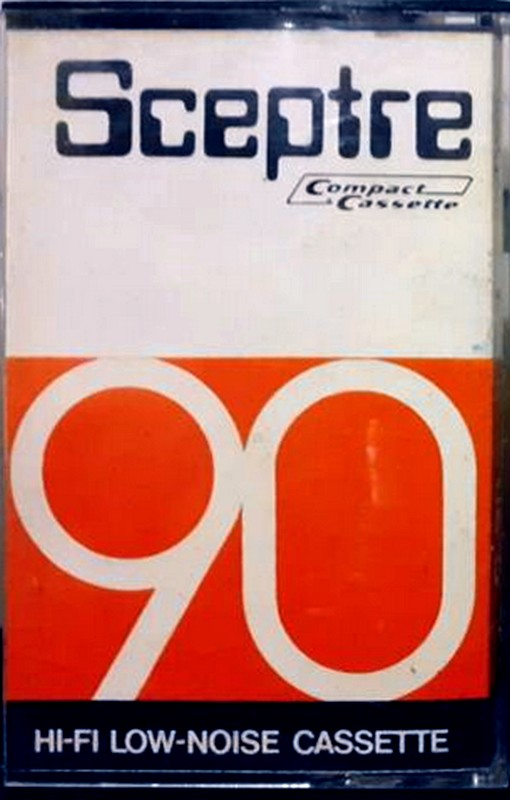 Sceptre
Compact
Cassette
90
HI-FI LOW-NOISE CASSETTE